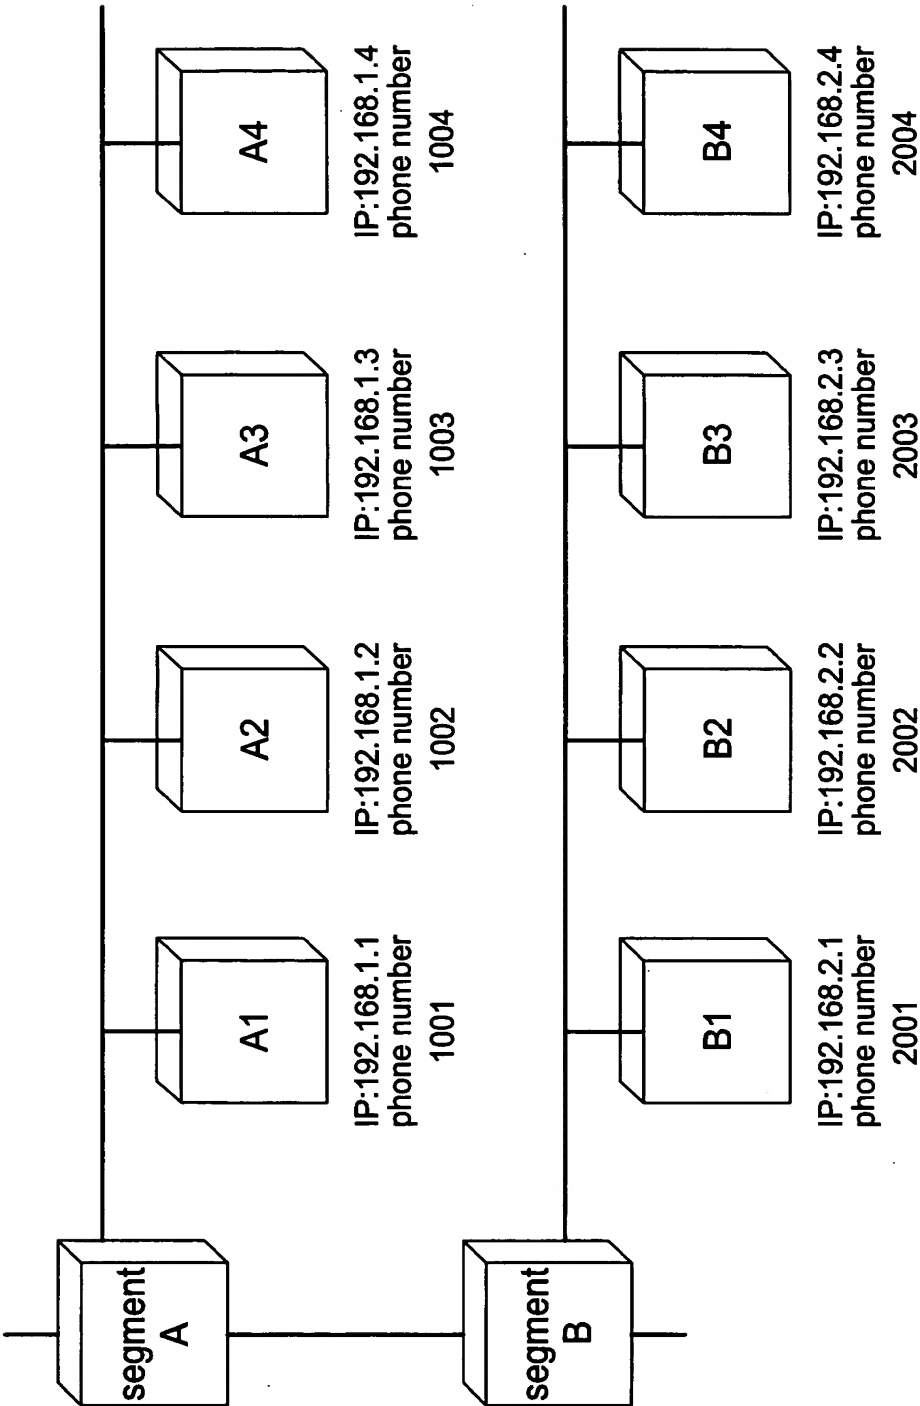 segment
A
A1
IP:192.168.1.1
phone number
1001
A2
IP:192.168.1.2
phone number
1002
A3
IP:192.168.1.3
phone number
1003
A4
IP:192.168.1.4
phone number
1004
segment
B
B1
IP:192.168.2.1
phone number
2001
B2
IP:192.168.2.2
phone number
2002
B3
IP:192.168.2.3
phone number
2003
B4
IP:192.168.2.4
phone number
2004